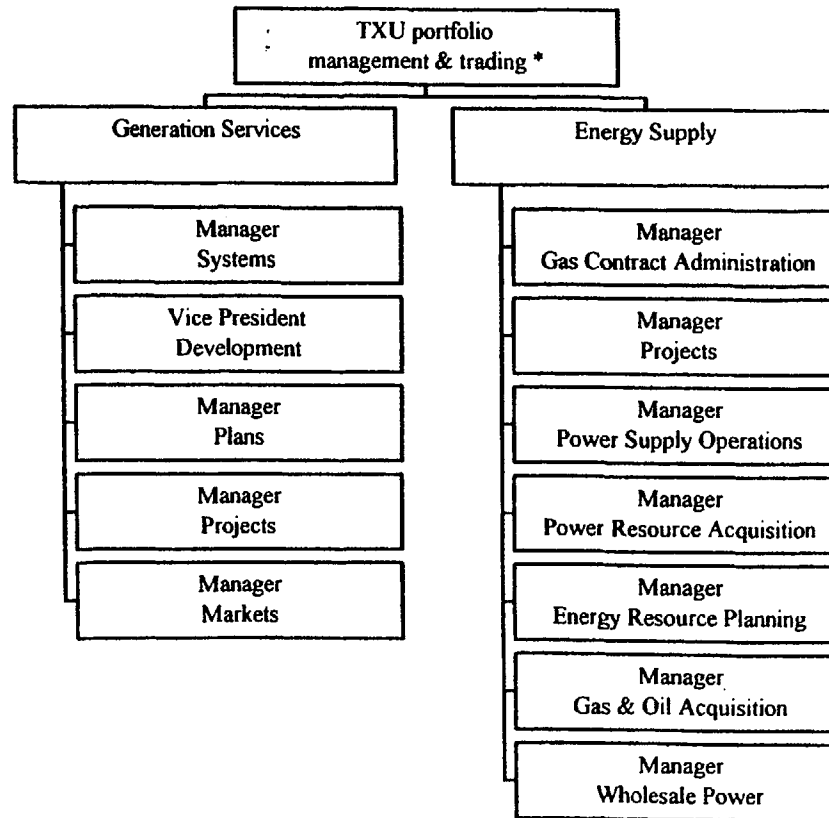 TXU portfolio
management & trading *
Generation Services
Manager
Systems
Vice President
Development
Manager
Plans
Manager
Projects
Manager
Markets
Energy Supply
Manager
Gas Contract Administration
Manager
Projects
Manager
Power Supply Operations
Manager
Power Resource Acquisition
Manager
Energy Resource Planning
Manager
Gas & Oil Acquisition
Manager
Wholesale Power